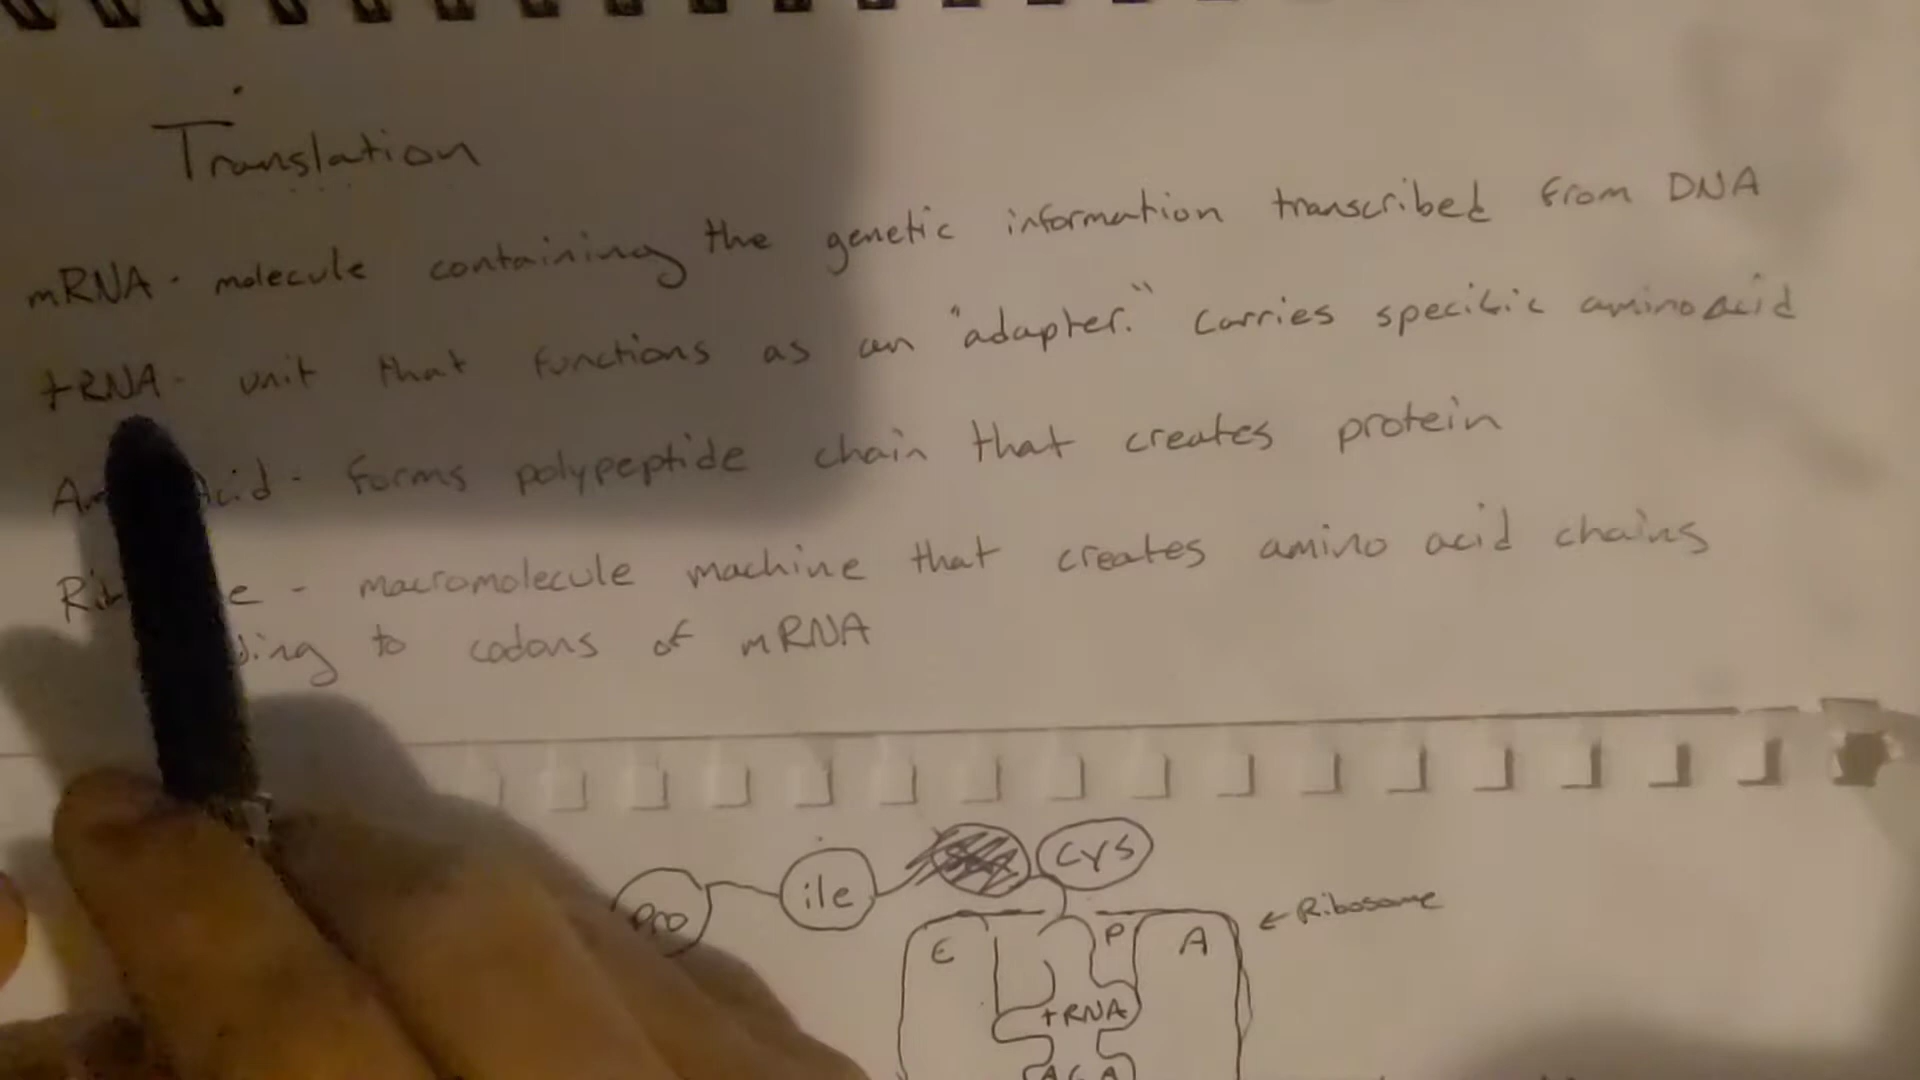 Translation
mRNA - molecule containing the genetic information transcribed from DNA
tRNA - unit that functions as an "adapter." Carries specific amino acid
Acid - forms polypeptide chain that creates protein
- macromolecule machine that creates amino acid chains
to codons of mRNA
Pro ile Cys
E P A ← Ribosome
tRNA